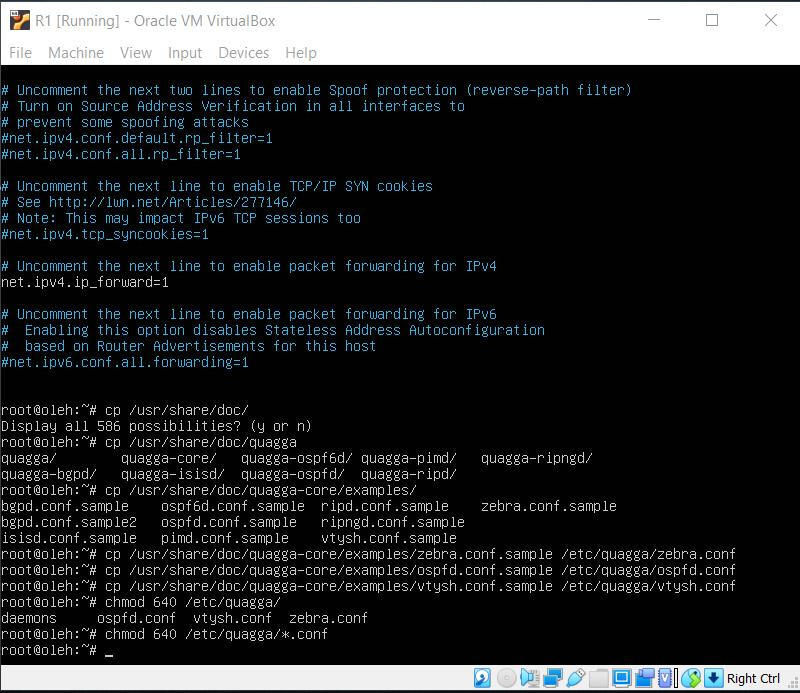 R1 [Running] - Oracle VM VirtualBox
File Machine View Input Devices Help
# Uncomment the next two lines to enable Spoof protection (reverse-path filter)
# Turn on Source Address Verification in all interfaces to
# prevent some spoofing attacks
#net.ipv4.conf.default.rp_filter=1
#net.ipv4.conf.all.rp_filter=1
# Uncomment the next line to enable TCP/IP SYN cookies
# See http://lwn.net/Articles/277146/
# Note: This may impact IPv6 TCP sessions too
#net.ipv4.tcp_syncookies=1
# Uncomment the next line to enable packet forwarding for IPv4
net.ipv4.ip_forward=1
# Uncomment the next line to enable packet forwarding for IPv6
#  Enabling this option disables Stateless Address Autoconfiguration
#  based on Router Advertisements for this host
#net.ipv6.conf.all.forwarding=1
root@oleh:~# cp /usr/share/doc/
Display all 586 possibilities? (y or n)
root@oleh:~# cp /usr/share/doc/quagga
quagga/        quagga-core/   quagga-ospf6d/ quagga-pimd/   quagga-ripngd/
quagga-bgpd/   quagga-isisd/  quagga-ospfd/  quagga-ripd/
root@oleh:~# cp /usr/share/doc/quagga-core/examples/
bgpd.conf.sample    ospf6d.conf.sample  ripd.conf.sample    zebra.conf.sample
bgpd.conf.sample2   ospfd.conf.sample   ripngd.conf.sample
isisd.conf.sample   pimd.conf.sample    vtysh.conf.sample
root@oleh:~# cp /usr/share/doc/quagga-core/examples/zebra.conf.sample /etc/quagga/zebra.conf
root@oleh:~# cp /usr/share/doc/quagga-core/examples/ospfd.conf.sample /etc/quagga/ospfd.conf
root@oleh:~# cp /usr/share/doc/quagga-core/examples/vtysh.conf.sample /etc/quagga/vtysh.conf
root@oleh:~# chmod 640 /etc/quagga/
daemons     ospfd.conf  vtysh.conf  zebra.conf
root@oleh:~# chmod 640 /etc/quagga/*.conf
root@oleh:~# _
Right Ctrl